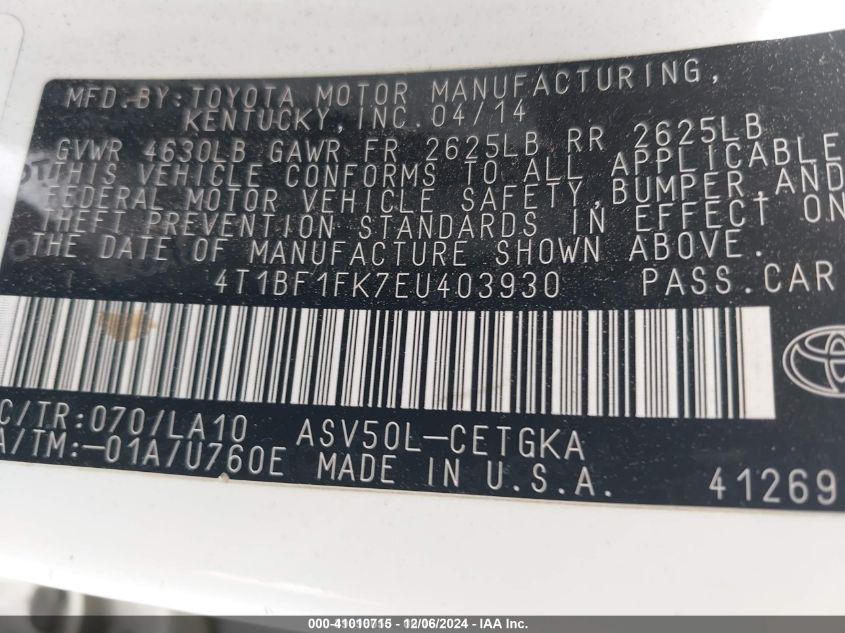 MFD. BY: TOYOTA MOTOR MANUFACTURING,
KENTUCKY, INC. 04/14
GVWR 4630LB GAWR FR 2625LB RR 2625LB
THIS VEHICLE CONFORMS TO ALL APPLICABLE
FEDERAL MOTOR VEHICLE SAFETY, BUMPER, AND
THEFT PREVENTION STANDARDS IN EFFECT ON
THE DATE OF MANUFACTURE SHOWN ABOVE.
4T1BF1FK7EU403930 PASS.CAR
C/TR:070/LA10 ASV50L-CETGKA
A/TM:-01A/U760E MADE IN U.S.A. 41269
000-41010715 - 12/06/2024 - IAA Inc.